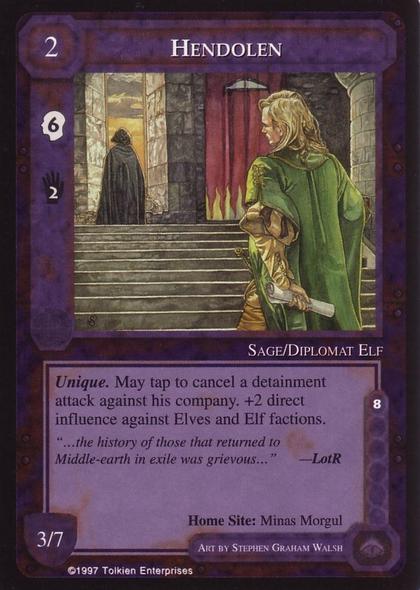 2
HENDOLEN
6
2
SAGE/DIPLOMAT ELF
Unique. May tap to cancel a detainment
attack against his company. +2 direct
influence against Elves and Elf factions.
8
“...the history of those that returned to
Middle-earth in exile was grievous...” —LotR
Home Site: Minas Morgul
3/7
ART BY STEPHEN GRAHAM WALSH
©1997 Tolkien Enterprises